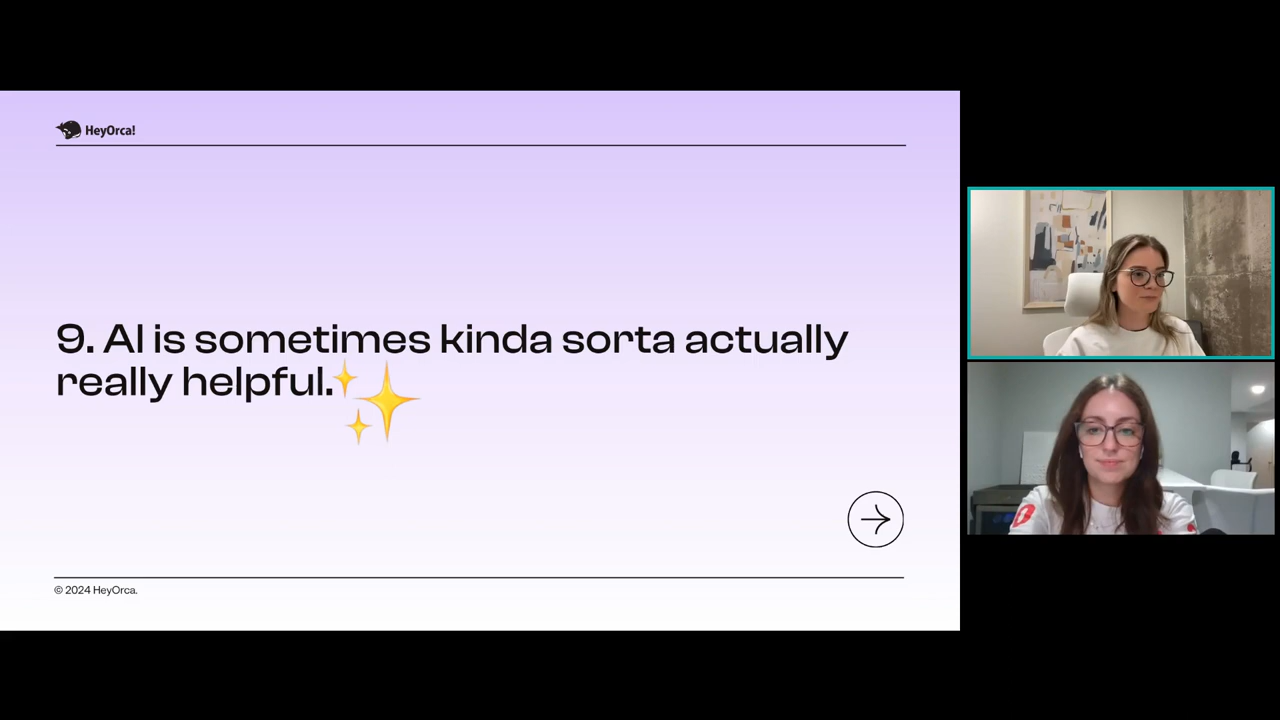 HeyOrca!
9. AI is sometimes kinda sorta actually
really helpful.✨
© 2024 HeyOrca.